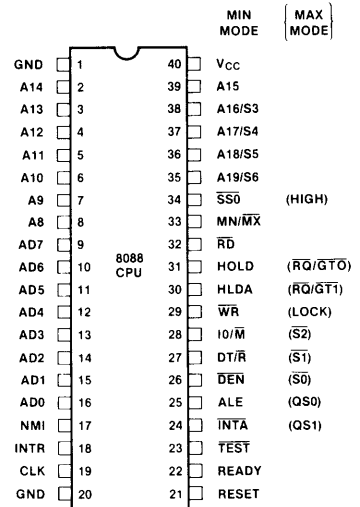 MIN MODE (MAX MODE)
GND 1 40 VCC
A14 2 39 A15
A13 3 38 A16/S3
A12 4 37 A17/S4
A11 5 36 A18/S5
A10 6 35 A19/S6
A9 7 34 SS0 (HIGH)
A8 8 33 MN/MX
AD7 9 32 RD
8088
CPU
AD6 10 31 HOLD (RQ/GT0)
AD5 11 30 HLDA (RQ/GT1)
AD4 12 29 WR (LOCK)
AD3 13 28 IO/M (S2)
AD2 14 27 DT/R (S1)
AD1 15 26 DEN (S0)
AD0 16 25 ALE (QS0)
NMI 17 24 INTA (QS1)
INTR 18 23 TEST
CLK 19 22 READY
GND 20 21 RESET